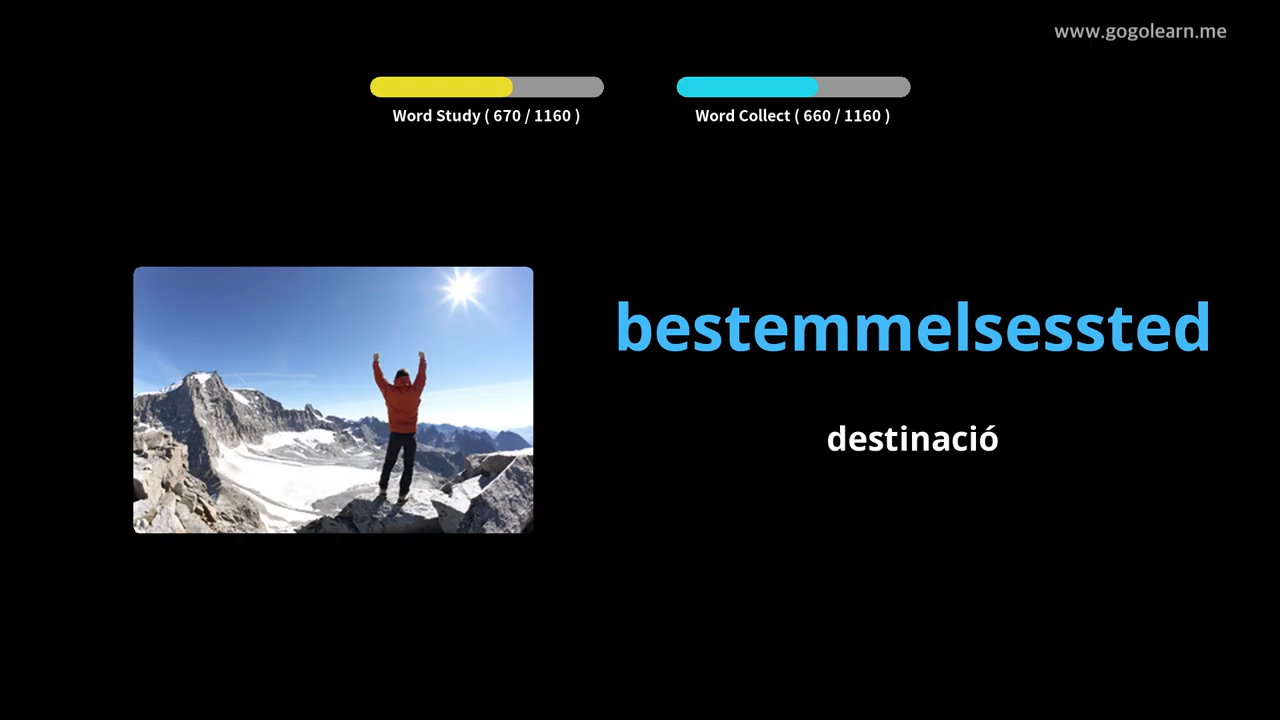 www.gogolearn.me
Word Study ( 670 / 1160 )
Word Collect ( 660 / 1160 )
bestemmelsessted
destinació